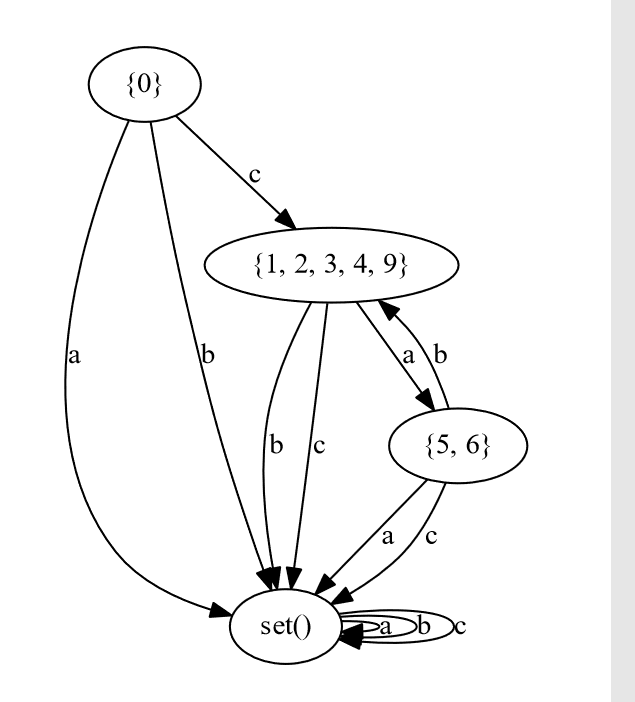 {0}
c
{1, 2, 3, 4, 9}
a
b
a b
b c
{5, 6}
a c
set()
a b c